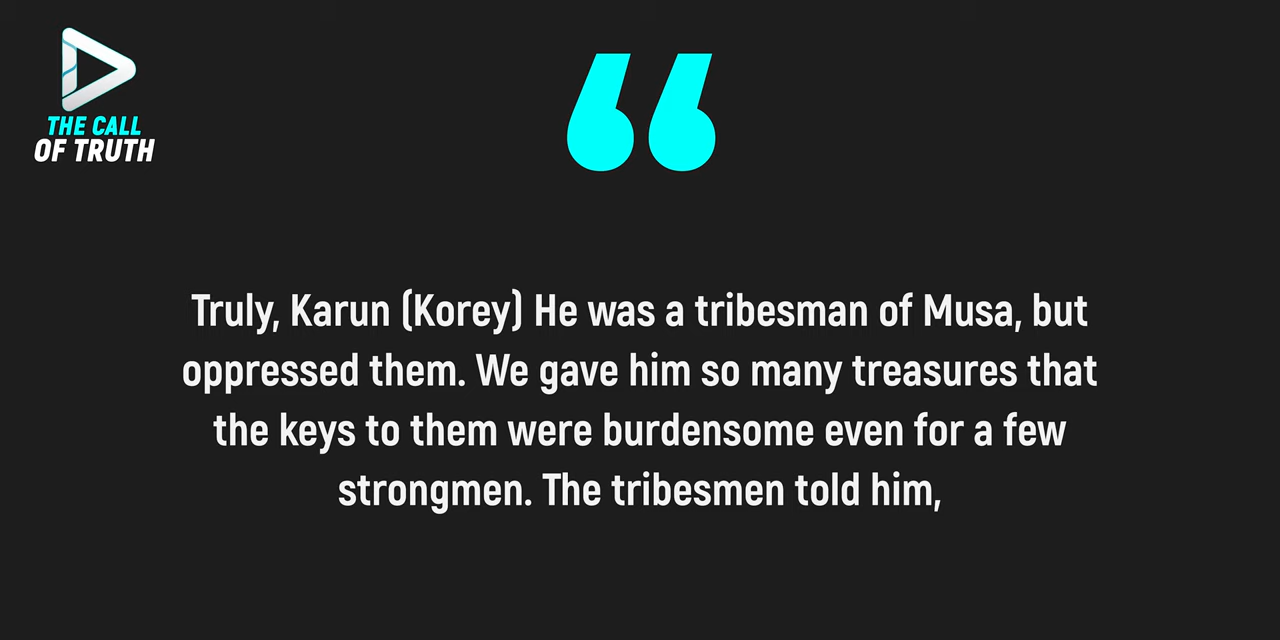 THE CALL
OF TRUTH
“
Truly, Karun (Korey) He was a tribesman of Musa, but
oppressed them. We gave him so many treasures that
the keys to them were burdensome even for a few
strongmen. The tribesmen told him,